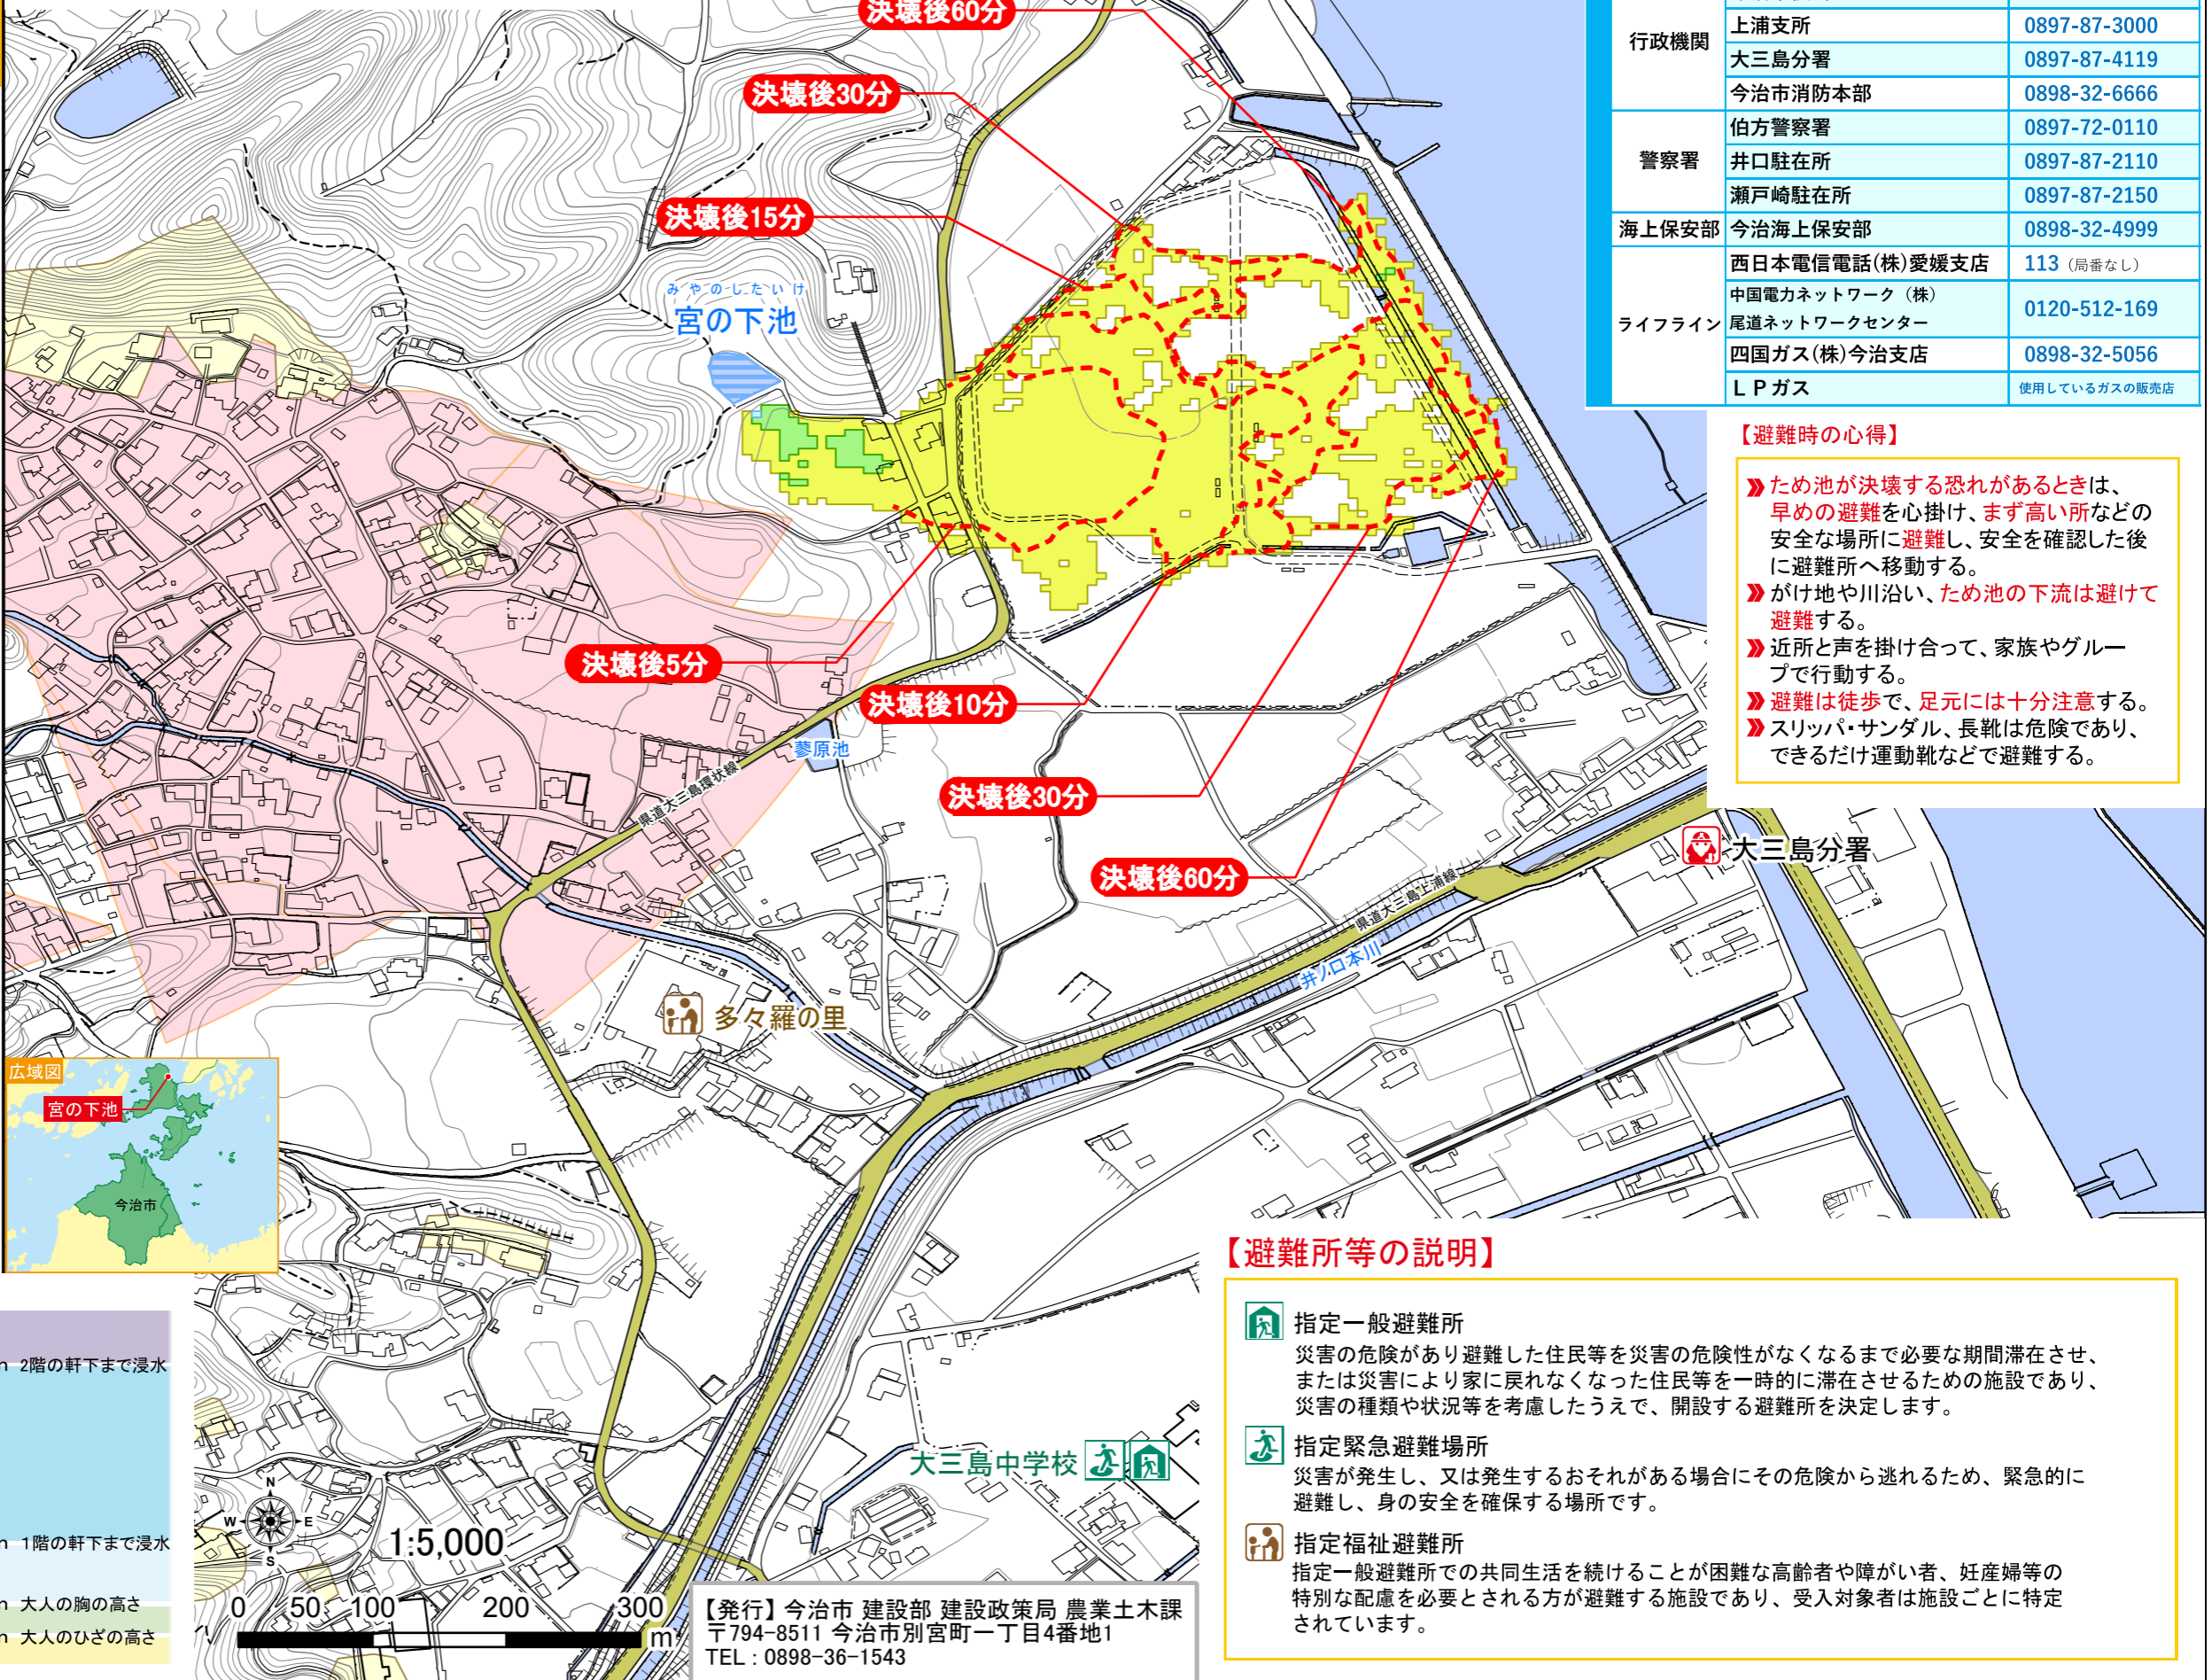 決壊後60分
決壊後30分
決壊後15分
みやのしたいけ
宮の下池
決壊後5分
決壊後10分
決壊後30分
決壊後60分
蓼原池
県道大三島環状線
県道大三島上浦線
井ノ口本川
多々羅の里
大三島分署
大三島中学校
行政機関
上浦支所 0897-87-3000
大三島分署 0897-87-4119
今治市消防本部 0898-32-6666
警察署
伯方警察署 0897-72-0110
井口駐在所 0897-87-2110
瀬戸崎駐在所 0897-87-2150
海上保安部 今治海上保安部 0898-32-4999
ライフライン
西日本電信電話(株)愛媛支店 113（局番なし）
中国電力ネットワーク（株）
尾道ネットワークセンター 0120-512-169
四国ガス(株)今治支店 0898-32-5056
ＬＰガス 使用しているガスの販売店
【避難時の心得】
ため池が決壊する恐れがあるときは、
早めの避難を心掛け、まず高い所などの
安全な場所に避難し、安全を確認した後
に避難所へ移動する。
がけ地や川沿い、ため池の下流は避けて
避難する。
近所と声を掛け合って、家族やグルー
プで行動する。
避難は徒歩で、足元には十分注意する。
スリッパ・サンダル、長靴は危険であり、
できるだけ運動靴などで避難する。
広域図
宮の下池
今治市
2階の軒下まで浸水
1階の軒下まで浸水
大人の胸の高さ
大人のひざの高さ
N
W E
S
1:5,000
0 50 100 200 300
m
【発行】今治市 建設部 建設政策局 農業土木課
〒794-8511 今治市別宮町一丁目4番地1
TEL：0898-36-1543
【避難所等の説明】
指定一般避難所
災害の危険があり避難した住民等を災害の危険性がなくなるまで必要な期間滞在させ、
または災害により家に戻れなくなった住民等を一時的に滞在させるための施設であり、
災害の種類や状況等を考慮したうえで、開設する避難所を決定します。
指定緊急避難場所
災害が発生し、又は発生するおそれがある場合にその危険から逃れるため、緊急的に
避難し、身の安全を確保する場所です。
指定福祉避難所
指定一般避難所での共同生活を続けることが困難な高齢者や障がい者、妊産婦等の
特別な配慮を必要とされる方が避難する施設であり、受入対象者は施設ごとに特定
されています。